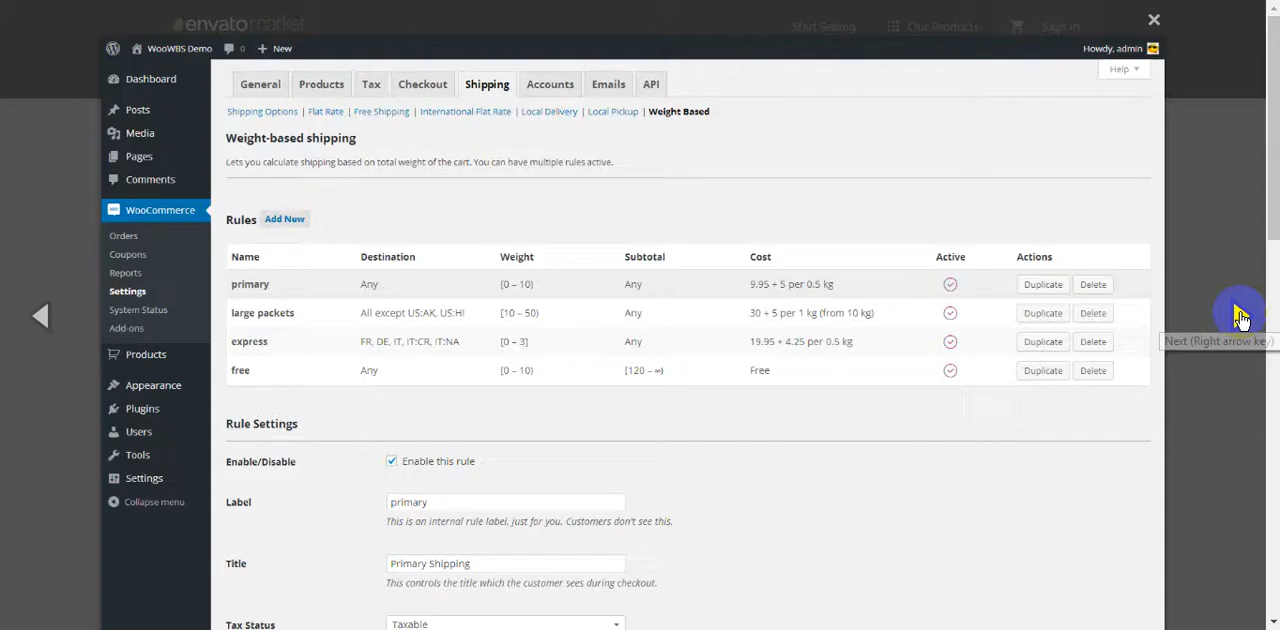 envato market
Start Selling
Our Products
Sign In
WooWBS Demo 0 + New
Howdy, admin
Dashboard
Posts
Media
Pages
Comments
WooCommerce
Orders
Coupons
Reports
Settings
System Status
Add-ons
Products
Appearance
Plugins
Users
Tools
Settings
Collapse menu
General Products Tax Checkout Shipping Accounts Emails API
Help
Shipping Options | Flat Rate | Free Shipping | International Flat Rate | Local Delivery | Local Pickup | Weight Based
Weight-based shipping
Lets you calculate shipping based on total weight of the cart. You can have multiple rules active.
Rules Add New
Name Destination Weight Subtotal Cost Active Actions
primary Any [0 – 10) Any 9.95 + 5 per 0.5 kg Duplicate Delete
large packets All except US:AK, US:HI [10 – 50) Any 30 + 5 per 1 kg (from 10 kg) Duplicate Delete
express FR, DE, IT, IT:CR, IT:NA [0 – 3] Any 19.95 + 4.25 per 0.5 kg Duplicate Delete
free Any [0 – 10) [120 – ∞) Free Duplicate Delete
Next (Right arrow key)
Rule Settings
Enable/Disable Enable this rule
Label primary
This is an internal rule label, just for you. Customers don't see this.
Title Primary Shipping
This controls the title which the customer sees during checkout.
Tax Status Taxable